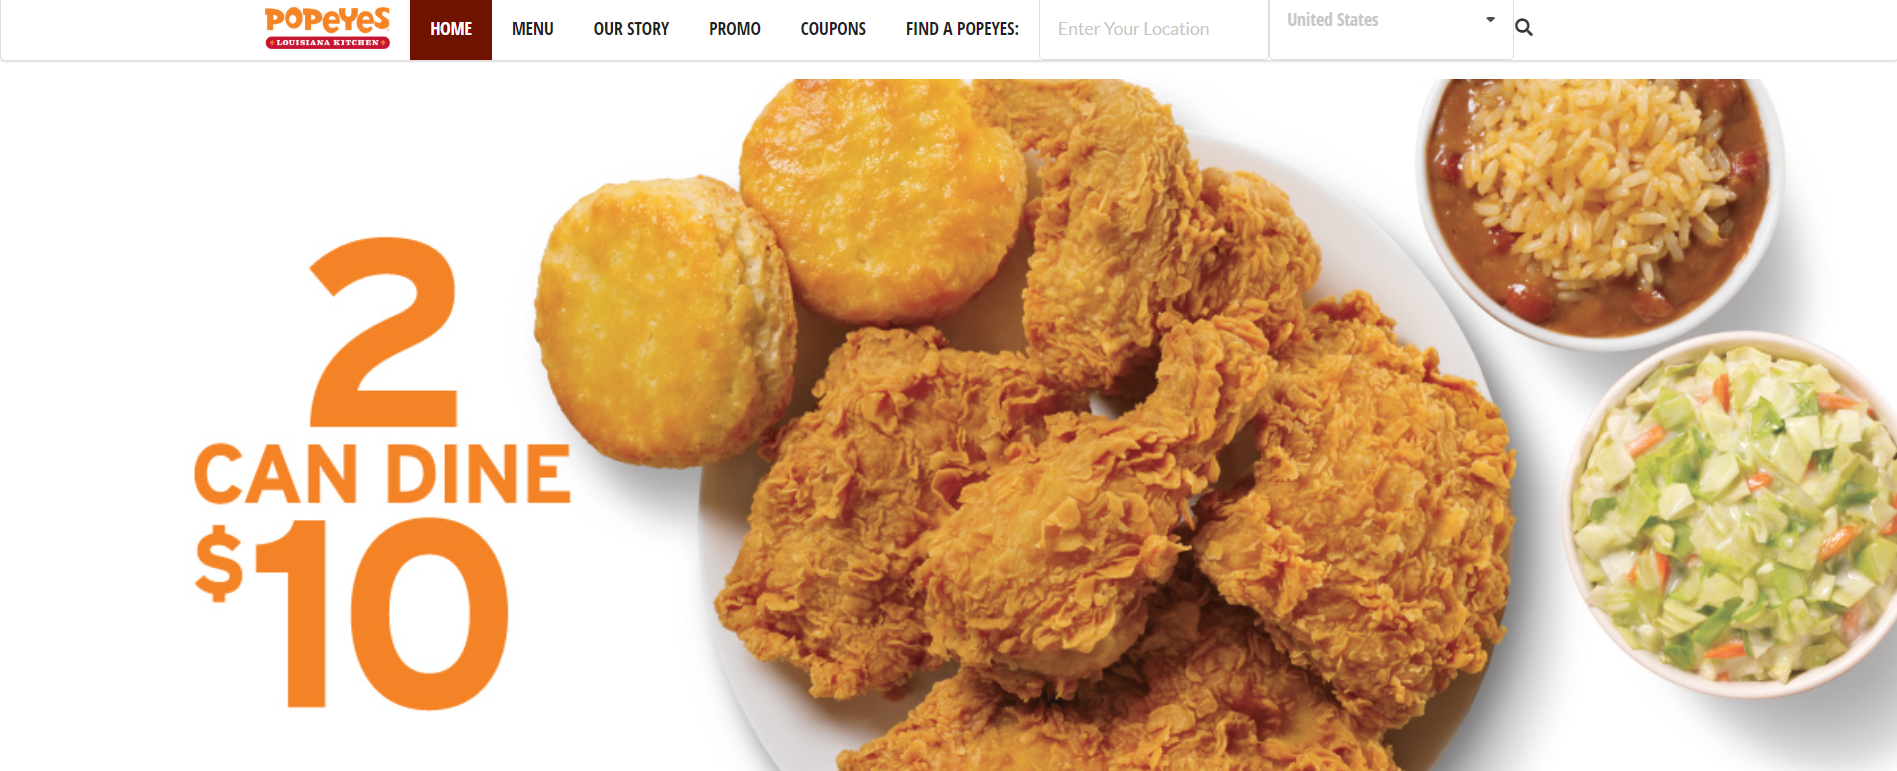 POPEYES
LOUISIANA KITCHEN
HOME
MENU
OUR STORY
PROMO
COUPONS
FIND A POPEYES:
Enter Your Location
United States
2
CAN DINE
$10